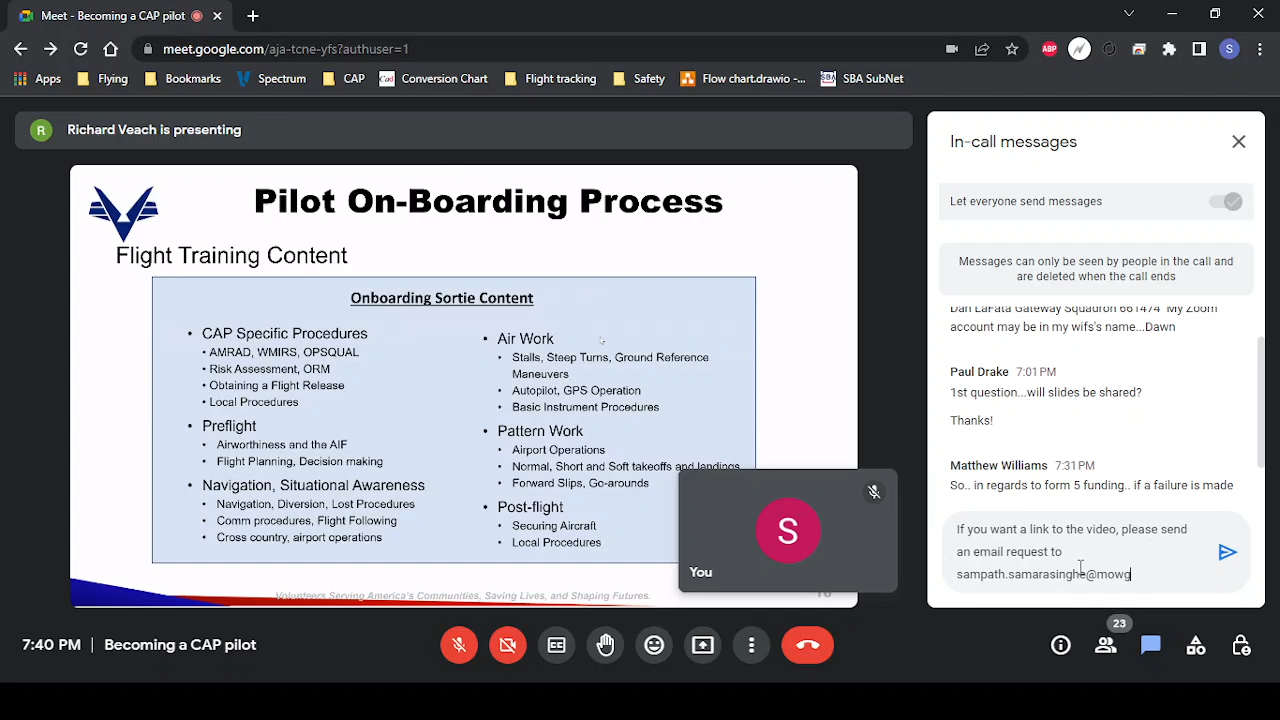 Meet - Becoming a CAP pilot
meet.google.com/aja-tcne-yfs?authuser=1
ABP
S
Apps Flying Bookmarks Spectrum CAP Conversion Chart Flight tracking Safety Flow chart.drawio -... SBA SBA SubNet
R Richard Veach is presenting
Pilot On-Boarding Process
Flight Training Content
Onboarding Sortie Content
• CAP Specific Procedures
• AMRAD, WMIRS, OPSQUAL
• Risk Assessment, ORM
• Obtaining a Flight Release
• Local Procedures
• Preflight
• Airworthiness and the AIF
• Flight Planning, Decision making
• Navigation, Situational Awareness
• Navigation, Diversion, Lost Procedures
• Comm procedures, Flight Following
• Cross country, airport operations
• Air Work
• Stalls, Steep Turns, Ground Reference
Maneuvers
• Autopilot, GPS Operation
• Basic Instrument Procedures
• Pattern Work
• Airport Operations
• Normal, Short and Soft takeoffs and landings
• Forward Slips, Go-arounds
• Post-flight
• Securing Aircraft
• Local Procedures
Volunteers Serving America's Communities, Saving Lives, and Shaping Futures.
S
You
In-call messages
Let everyone send messages
Messages can only be seen by people in the call and
are deleted when the call ends
Dan LaFata Gateway Squadron 661474 My Zoom
account may be in my wifs's name...Dawn
Paul Drake 7:01 PM
1st question...will slides be shared?
Thanks!
Matthew Williams 7:31 PM
So.. in regards to form 5 funding.. if a failure is made
If you want a link to the video, please send
an email request to
sampath.samarasinghe@mowg
7:40 PM | Becoming a CAP pilot
23